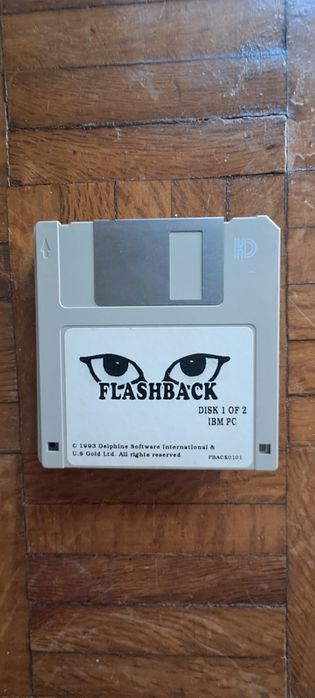 HD
FLASHBACK
DISK 1 OF 2
IBM PC
© 1993 Delphine Software International &
U.S Gold Ltd. All rights reserved
FBACK0101